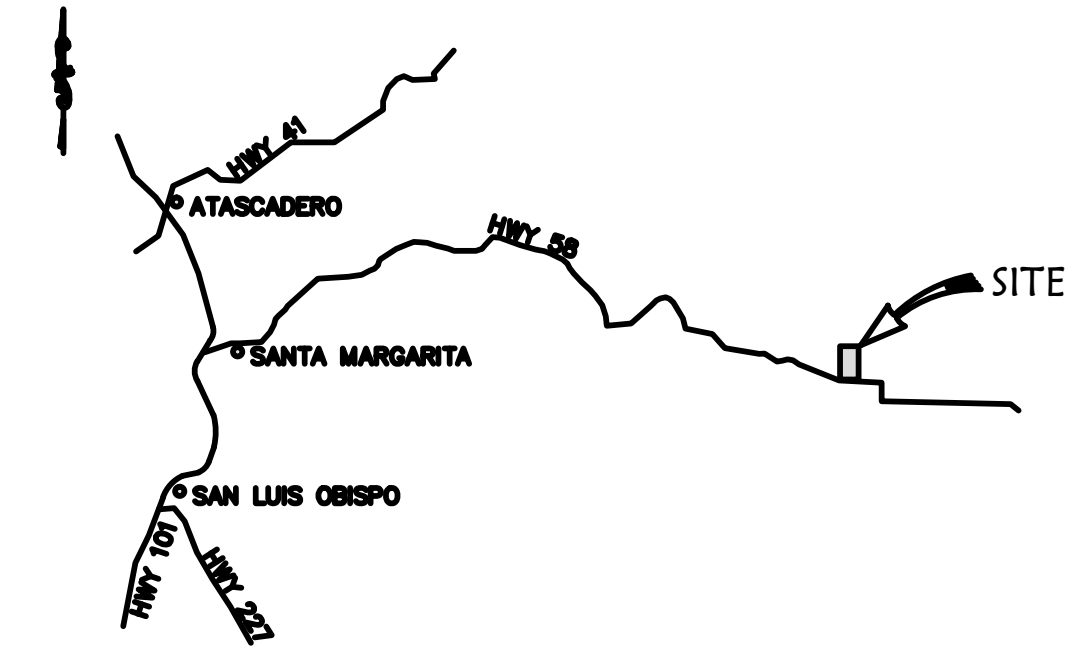 HWY 41
ATASCADERO
HWY 58
SITE
SANTA MARGARITA
SAN LUIS OBISPO
HWY 101
HWY 227